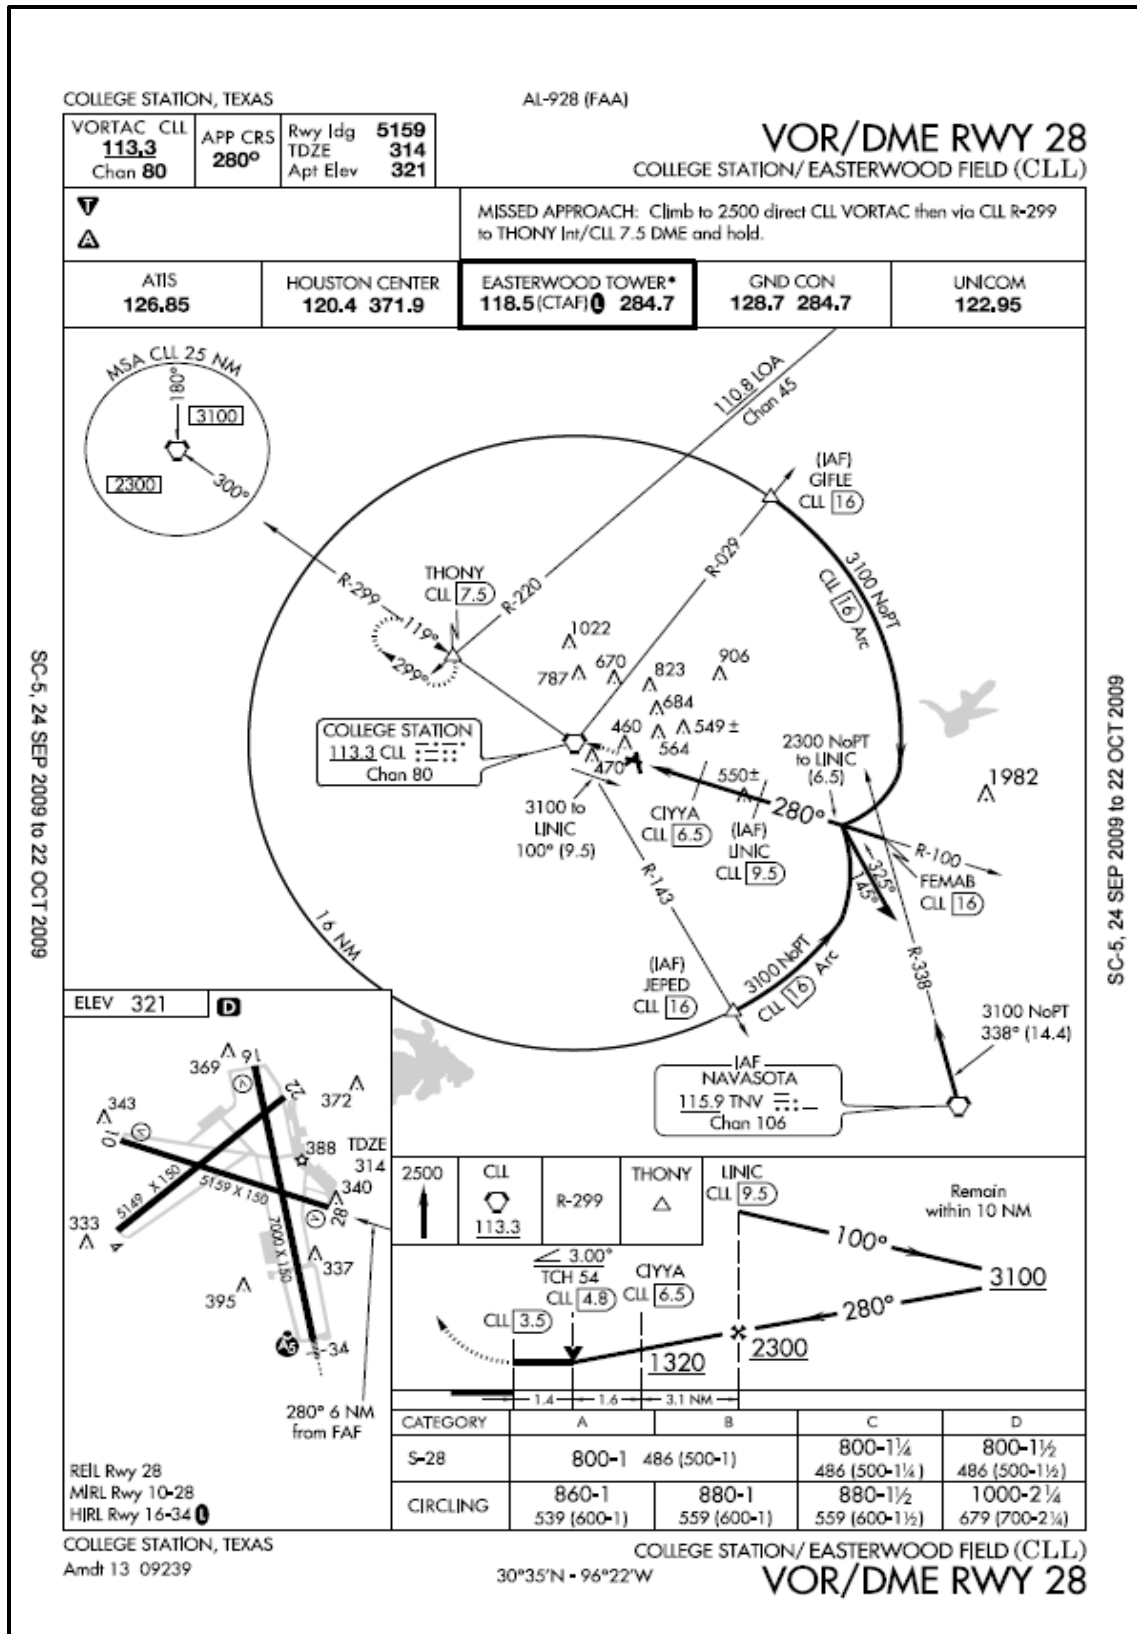 COLLEGE STATION, TEXAS
AL-928 (FAA)
VORTAC CLL
113.3
Chan 80
APP CRS
280°
Rwy ldg 5159
TDZE 314
Apt Elev 321
VOR/DME RWY 28
COLLEGE STATION/ EASTERWOOD FIELD (CLL)
T
A
MISSED APPROACH: Climb to 2500 direct CLL VORTAC then via CLL R-299
to THONY Int/CLL 7.5 DME and hold.
ATIS
126.85
HOUSTON CENTER
120.4 371.9
EASTERWOOD TOWER*
118.5 (CTAF) L 284.7
GND CON
128.7 284.7
UNICOM
122.95
MSA CLL 25 NM
180°
3100
2300
300°
110.8 LOA
Chan 45
(IAF)
GIFLE
CLL 16
R-029
3100 NoPT
CLL 16 Arc
R-299
THONY
CLL 7.5
R-220
119°
299°
1022
787
670
823
906
684
549 ±
564
460
470
COLLEGE STATION
113.3 CLL
Chan 80
2300 NoPT
to LINIC
(6.5)
1982
550±
280°
3100 to
LINIC
100° (9.5)
CIYYA
CLL 6.5
(IAF)
LINIC
CLL 9.5
R-100
325°
145°
FEMAB
CLL 16
R-143
R-338
16 NM
(IAF)
JEPED
CLL 16
3100 NoPT
CLL 16 Arc
3100 NoPT
338° (14.4)
IAF
NAVASOTA
115.9 TNV
Chan 106
SC-5, 24 SEP 2009 to 22 OCT 2009
SC-5, 24 SEP 2009 to 22 OCT 2009
ELEV 321
D
369
16
22
372
343
10
388
TDZE
314
340
28
5149 X 150
5159 X 150
7000 X 150
333
4
337
395
A5
34
V
V
V
280° 6 NM
from FAF
REIL Rwy 28
MIRL Rwy 10-28
HIRL Rwy 16-34 L
2500
CLL
113.3
R-299
THONY
LINIC
CLL 9.5
Remain
within 10 NM
100°
3100
280°
3.00°
TCH 54
CLL 4.8
CIYYA
CLL 6.5
CLL 3.5
1320
2300
1.4
1.6
3.1 NM
CATEGORY A B C D
S-28 800-1 486 (500-1) 800-1¼ 800-1½
486 (500-1¼) 486 (500-1½)
CIRCLING 860-1 880-1 880-1½ 1000-2¼
539 (600-1) 559 (600-1) 559 (600-1½) 679 (700-2¼)
COLLEGE STATION, TEXAS
Amdt 13 09239
30°35'N - 96°22'W
COLLEGE STATION/ EASTERWOOD FIELD (CLL)
VOR/DME RWY 28